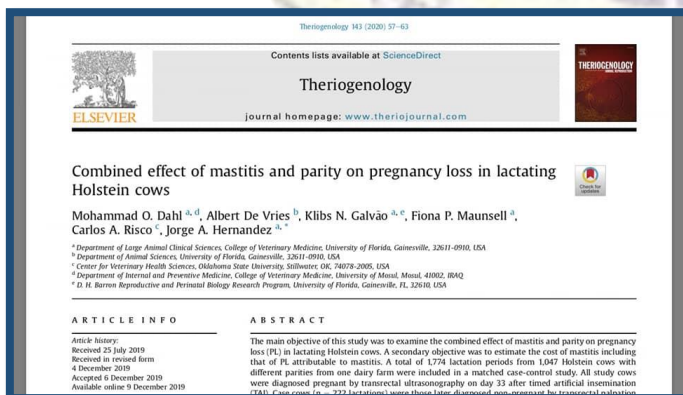 Theriogenology 143 (2020) 57–63
Contents lists available at ScienceDirect
Theriogenology
journal homepage: www.theriojournal.com
ELSEVIER
THERIOGENOLOGY
Combined effect of mastitis and parity on pregnancy loss in lactating
Holstein cows
Check for
updates
Mohammad O. Dahl a, d, Albert De Vries b, Klibs N. Galvão a, e, Fiona P. Maunsell a,
Carlos A. Risco c, Jorge A. Hernandez a, *
a Department of Large Animal Clinical Sciences, College of Veterinary Medicine, University of Florida, Gainesville, 32611-0910, USA
b Department of Animal Sciences, University of Florida, Gainesville, 32611-0910, USA
c Center for Veterinary Health Sciences, Oklahoma State University, Stillwater, OK, 74078-2005, USA
d Department of Internal and Preventive Medicine, College of Veterinary Medicine, University of Mosul, Mosul, 41002, IRAQ
e D. H. Barron Reproductive and Perinatal Biology Research Program, University of Florida, Gainesville, FL, 32610, USA
ARTICLE INFO
Article history:
Received 25 July 2019
Received in revised form
4 December 2019
Accepted 6 December 2019
Available online 9 December 2019
ABSTRACT
The main objective of this study was to examine the combined effect of mastitis and parity on pregnancy
loss (PL) in lactating Holstein cows. A secondary objective was to estimate the cost of mastitis including
that of PL attributable to mastitis. A total of 1,774 lactation periods from 1,047 Holstein cows with
different parities from one dairy farm were included in a matched case-control study. All study cows
were diagnosed pregnant by transrectal ultrasonography on day 33 after timed artificial insemination
(TAI). Case cows (n = 222 lactations) were those later diagnosed non-pregnant by transrectal palpation